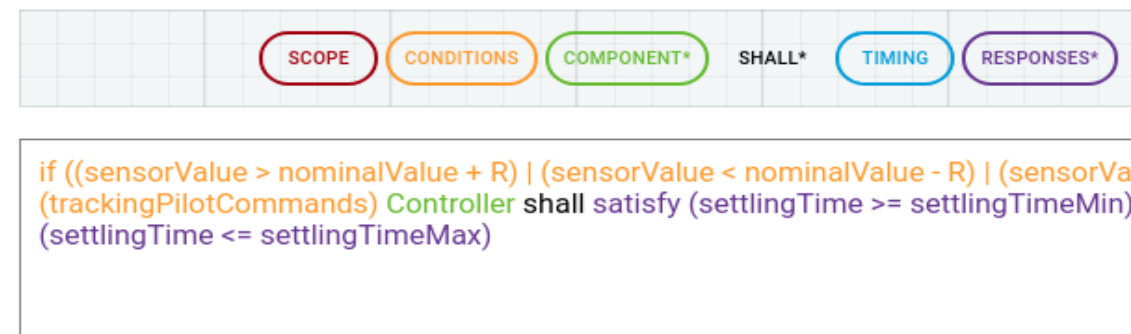 SCOPE CONDITIONS COMPONENT* SHALL* TIMING RESPONSES*
if ((sensorValue > nominalValue + R) | (sensorValue < nominalValue - R) | (sensorVa
(trackingPilotCommands) Controller shall satisfy (settlingTime >= settlingTimeMin)
(settlingTime <= settlingTimeMax)